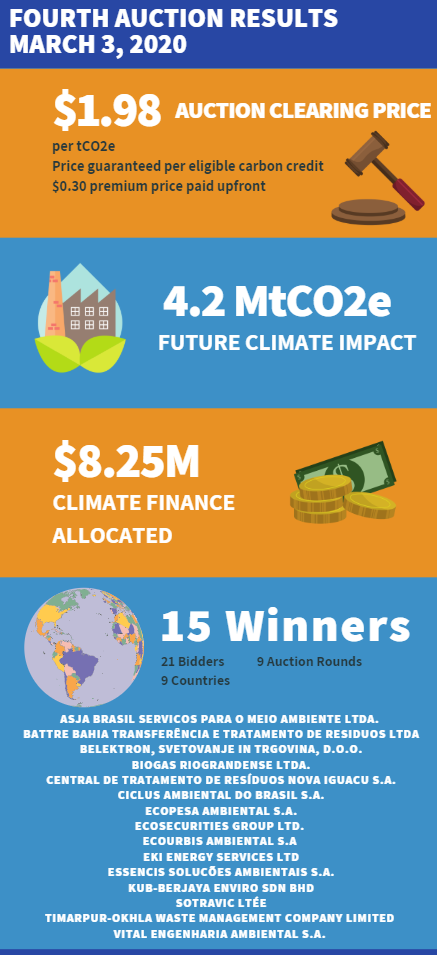 FOURTH AUCTION RESULTS
MARCH 3, 2020
$1.98 AUCTION CLEARING PRICE
per tCO2e
Price guaranteed per eligible carbon credit
$0.30 premium price paid upfront
4.2 MtCO2e
FUTURE CLIMATE IMPACT
$8.25M
CLIMATE FINANCE
ALLOCATED
15 Winners
21 Bidders 9 Auction Rounds
9 Countries
ASJA BRASIL SERVICOS PARA O MEIO AMBIENTE LTDA.
BATTRE BAHIA TRANSFERÊNCIA E TRATAMENTO DE RESIDUOS LTDA
BELEKTRON, SVETOVANJE IN TRGOVINA, D.O.O.
BIOGAS RIOGRANDENSE LTDA.
CENTRAL DE TRATAMENTO DE RESÍDUOS NOVA IGUACU S.A.
CICLUS AMBIENTAL DO BRASIL S.A.
ECOPESA AMBIENTAL S.A.
ECOSECURITIES GROUP LTD.
ECOURBIS AMBIENTAL S.A
EKI ENERGY SERVICES LTD
ESSENCIS SOLUCÕES AMBIENTAIS S.A.
KUB-BERJAYA ENVIRO SDN BHD
SOTRAVIC LTÉE
TIMARPUR-OKHLA WASTE MANAGEMENT COMPANY LIMITED
VITAL ENGENHARIA AMBIENTAL S.A.